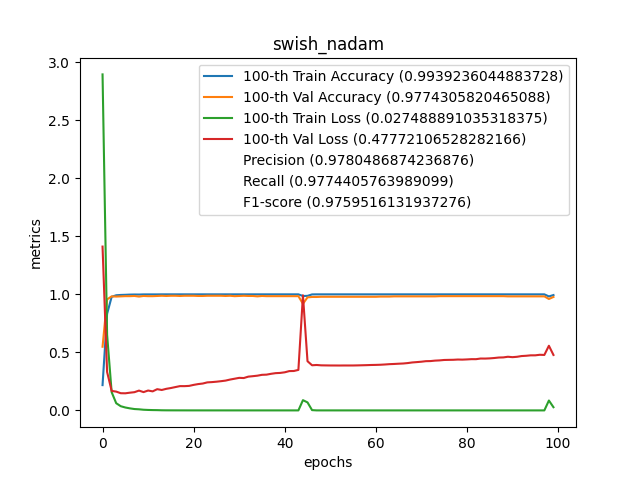 swish_nadam
3.0
2.5
2.0
1.5
1.0
0.5
0.0
metrics
100-th Train Accuracy (0.9939236044883728)
100-th Val Accuracy (0.9774305820465088)
100-th Train Loss (0.027488891035318375)
100-th Val Loss (0.47772106528282166)
Precision (0.9780486874236876)
Recall (0.9774405763989099)
F1-score (0.9759516131937276)
0 20 40 60 80 100
epochs